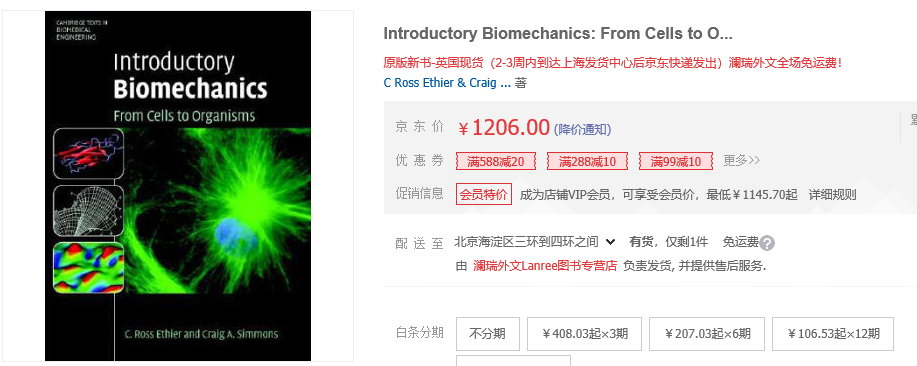 CAMBRIDGE TEXTS IN
BIOMEDICAL
ENGINEERING
Introductory
Biomechanics
From Cells to Organisms
C. Ross Ethier and Craig A. Simmons
Introductory Biomechanics: From Cells to O...
原版新书-英国现货（2-3周内到达上海发货中心后京东快递发出）澜瑞外文全场免运费！
C Ross Ethier & Craig ... 著
京东价 ￥1206.00 (降价通知)
优惠券 满588减20 满288减10 满99减10 更多>>
促销信息 会员特价 成为店铺VIP会员，可享受会员价，最低￥1145.70起 详细规则
配送至 北京海淀区三环到四环之间 有货，仅剩1件 免运费?
由 澜瑞外文Lanree图书专营店 负责发货, 并提供售后服务.
白条分期 不分期 ￥408.03起×3期 ￥207.03起×6期 ￥106.53起×12期